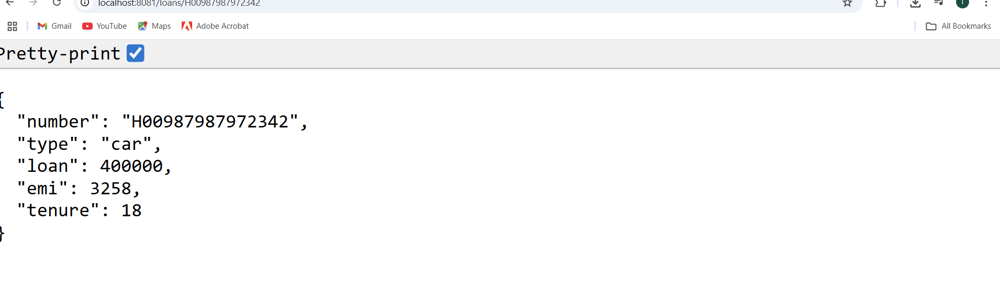 localhost:8081/loans/H00987987972342
Gmail YouTube Maps Adobe Acrobat All Bookmarks
Pretty-print
{
"number": "H00987987972342",
"type": "car",
"loan": 400000,
"emi": 3258,
"tenure": 18
}